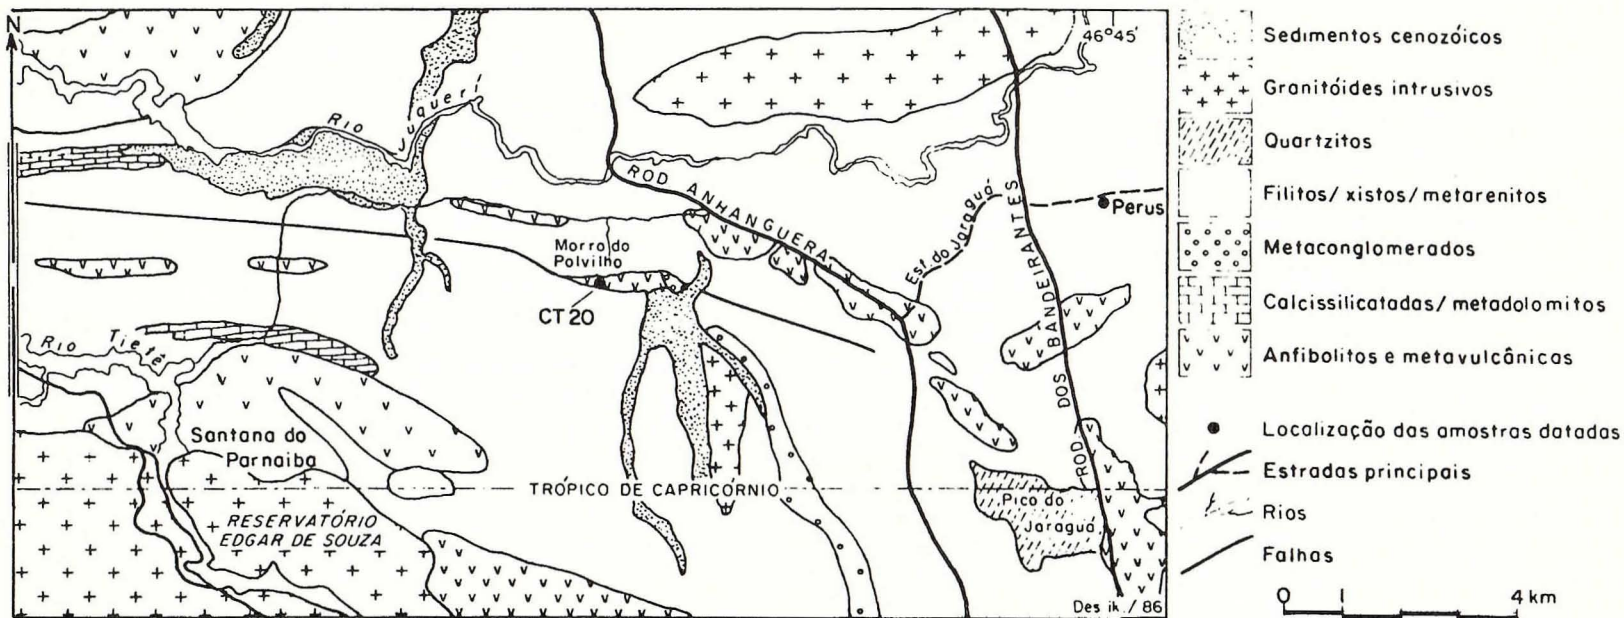 N
46°45'
RIO
Juqueri
ROD ANHANGUERA
Est. do Jaraguá
ROD. DOS BANDEIRANTES
Perus
Morro do
Polvilho
CT 20
RIO Tietê
Santana do
Parnaiba
TRÓPICO DE CAPRICÓRNIO
RESERVATÓRIO
EDGAR DE SOUZA
Pico do
Jaraguá
Des ik. / 86
Sedimentos cenozóicos
Granitóides intrusivos
Quartzitos
Filitos/ xistos/ metarenitos
Metaconglomerados
Calcissilicatadas/ metadolomitos
Anfibolitos e metavulcânicas
Localização das amostras datadas
Estradas principais
Rios
Falhas
0 1 4 km